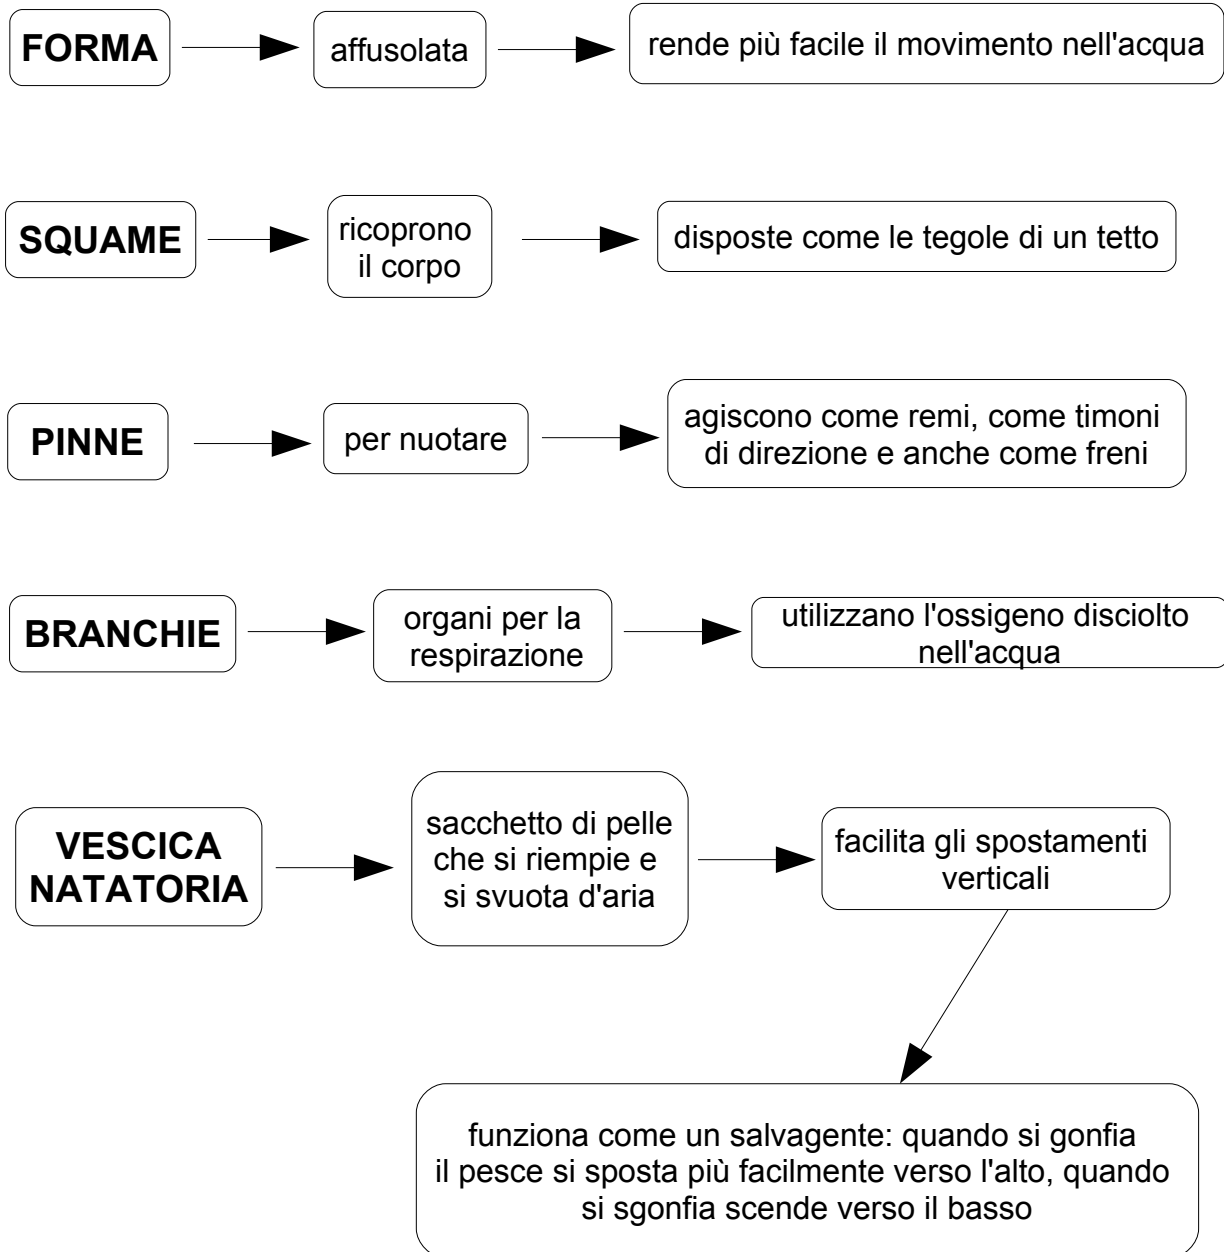 FORMA
affusolata
rende più facile il movimento nell'acqua
SQUAME
ricoprono
il corpo
disposte come le tegole di un tetto
PINNE
per nuotare
agiscono come remi, come timoni
di direzione e anche come freni
BRANCHIE
organi per la
respirazione
utilizzano l'ossigeno disciolto
nell'acqua
VESCICA
NATATORIA
sacchetto di pelle
che si riempie e
si svuota d'aria
facilita gli spostamenti
verticali
funziona come un salvagente: quando si gonfia
il pesce si sposta più facilmente verso l'alto, quando
si sgonfia scende verso il basso